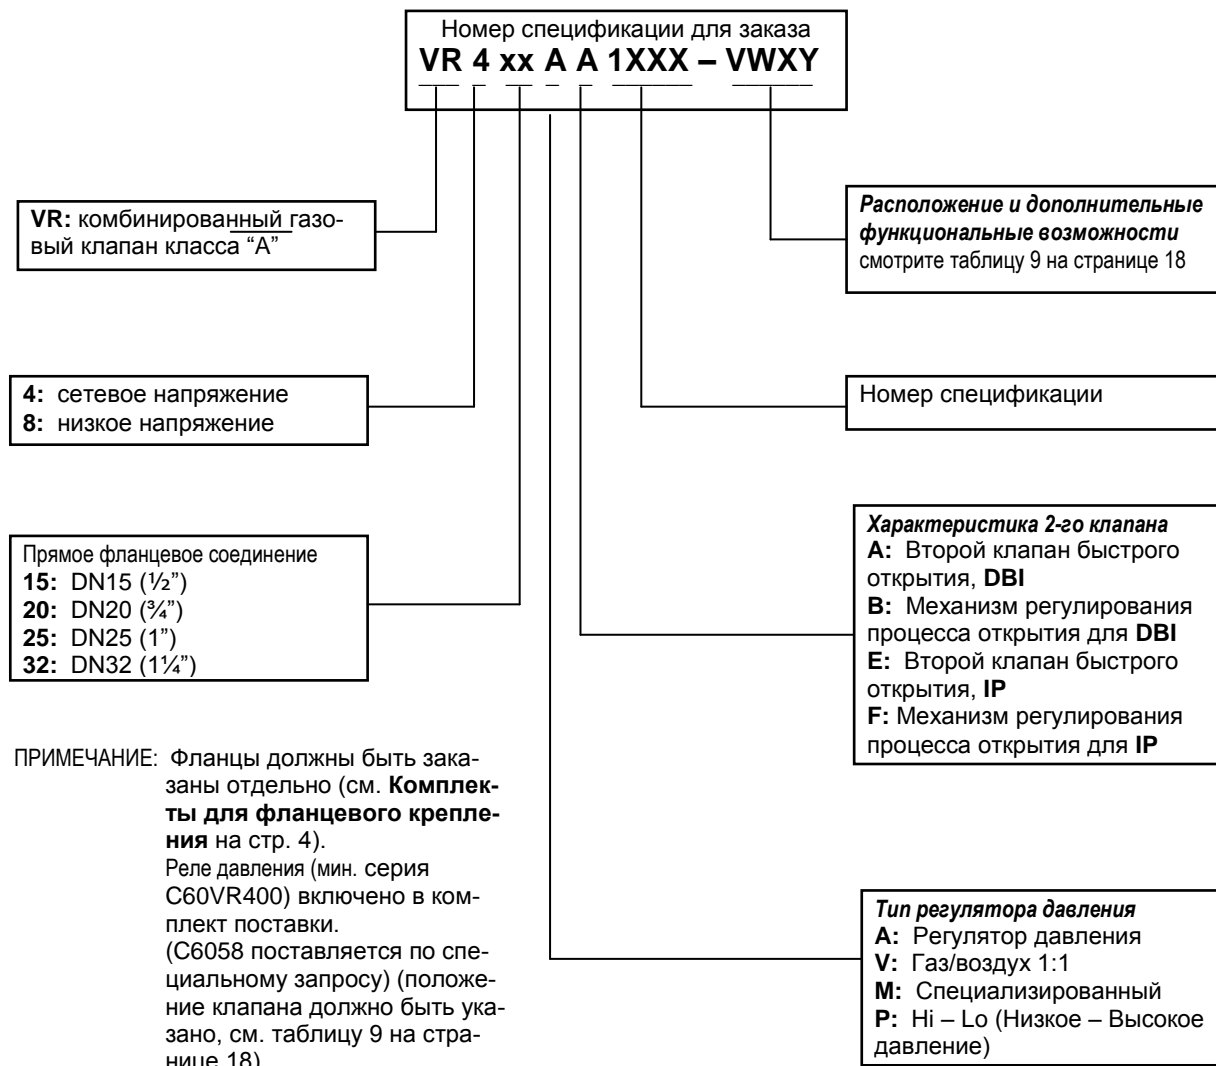 Номер спецификации для заказа
VR 4 xx A A 1XXX – VWXY
VR: комбинированный газо-
вый клапан класса “А”
Расположение и дополнительные
функциональные возможности
смотрите таблицу 9 на странице 18
4: сетевое напряжение
8: низкое напряжение
Номер спецификации
Прямое фланцевое соединение
15: DN15 (½”)
20: DN20 (¾”)
25: DN25 (1”)
32: DN32 (1¼”)
Характеристика 2-го клапана
A: Второй клапан быстрого
открытия, DBI
B: Механизм регулирования
процесса открытия для DBI
E: Второй клапан быстрого
открытия, IP
F: Механизм регулирования
процесса открытия для IP
ПРИМЕЧАНИЕ: Фланцы должны быть зака-
заны отдельно (см. Комплек-
ты для фланцевого крепле-
ния на стр. 4).
Реле давления (мин. серия
C60VR400) включено в ком-
плект поставки.
(C6058 поставляется по спе-
циальному запросу) (положе-
ние клапана должно быть ука-
зано, см. таблицу 9 на стра-
нице 18)
Тип регулятора давления
A: Регулятор давления
V: Газ/воздух 1:1
M: Специализированный
P: Hi – Lo (Низкое – Высокое
давление)